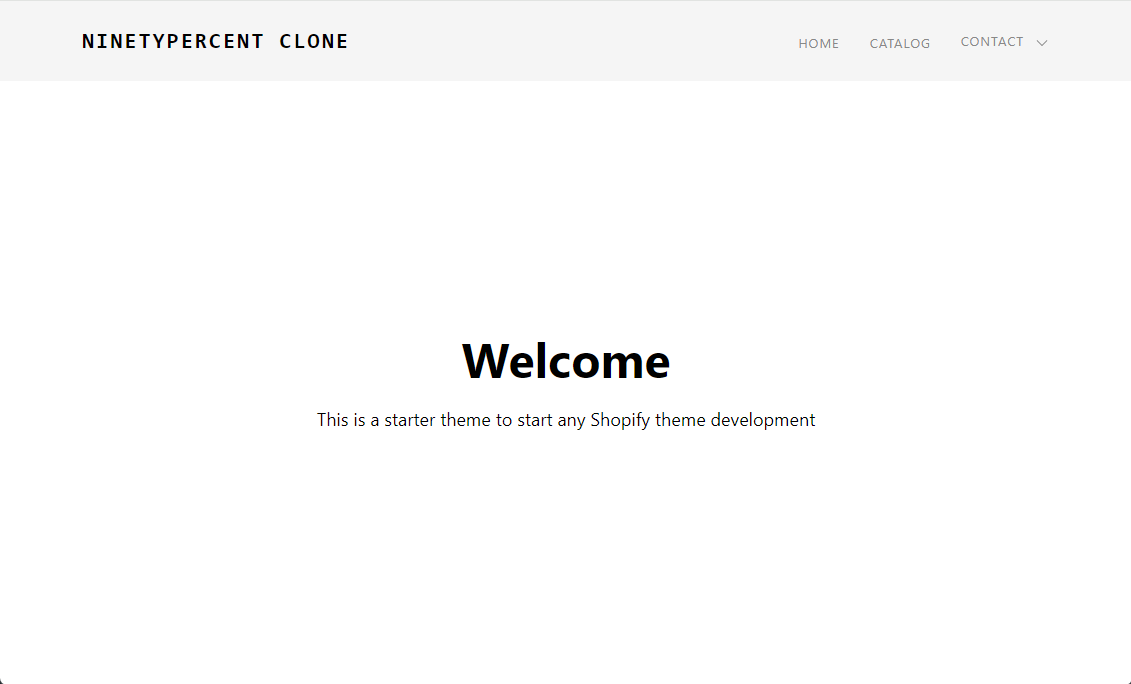 NINETYPERCENT CLONE
HOME CATALOG CONTACT
Welcome
This is a starter theme to start any Shopify theme development